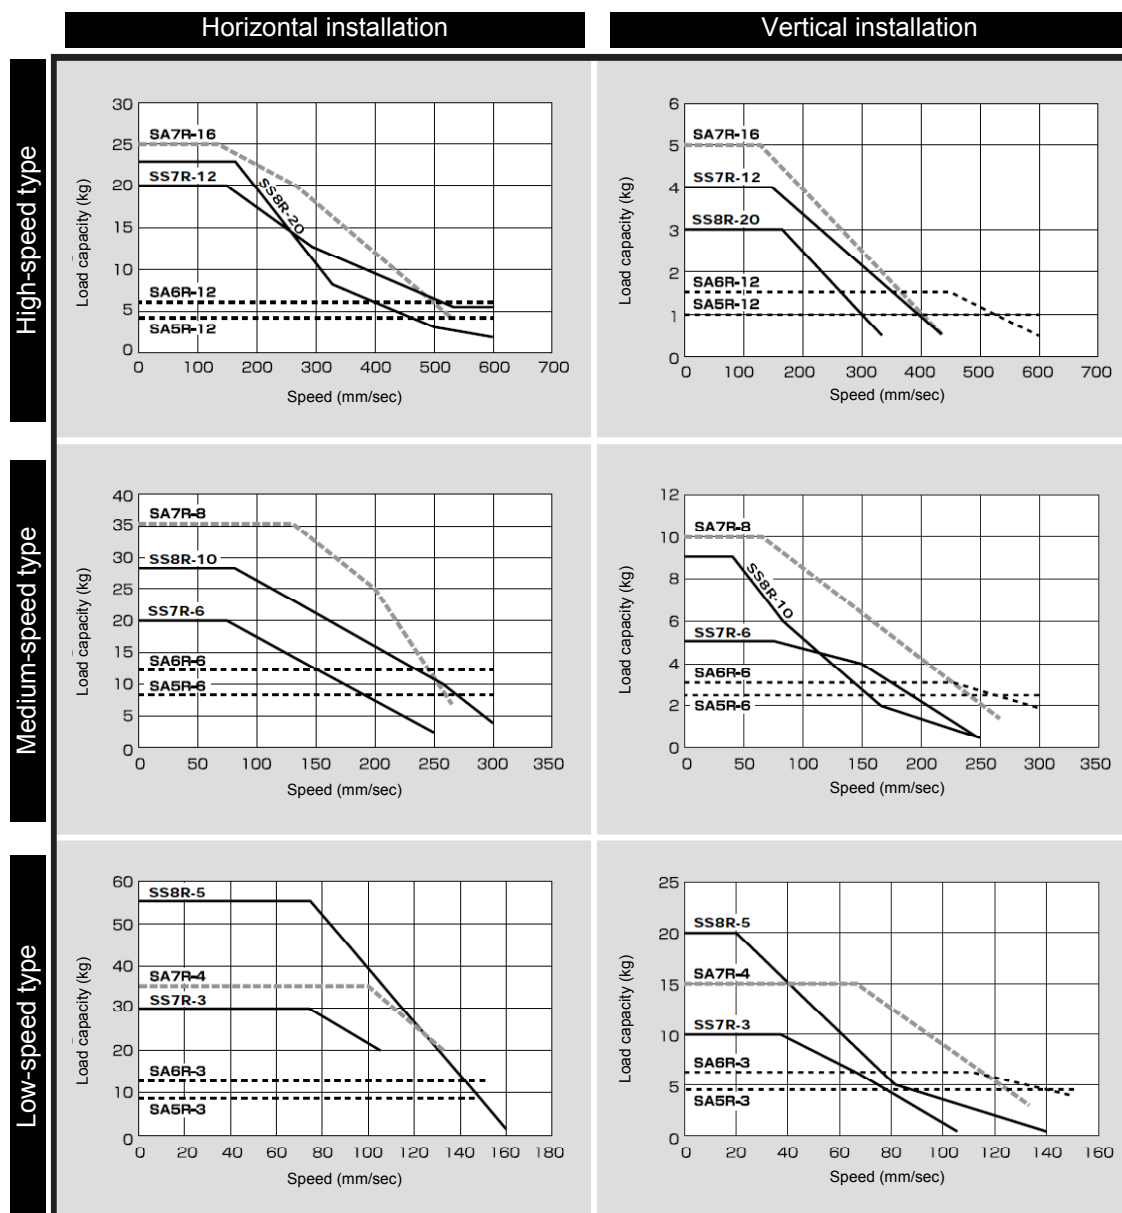 Horizontal installation
Vertical installation
High-speed type
30
25
20
15
10
5
0
Load capacity (kg)
SA7R-16
SS7R-12
SS8R-20
SA6R-12
SA5R-12
0 100 200 300 400 500 600 700
Speed (mm/sec)
6
5
4
3
2
1
0
Load capacity (kg)
SA7R-16
SS7R-12
SS8R-20
SA6R-12
SA5R-12
0 100 200 300 400 500 600 700
Speed (mm/sec)
Medium-speed type
40
35
30
25
20
15
10
5
0
Load capacity (kg)
SA7R-8
SS8R-10
SS7R-6
SA6R-6
SA5R-6
0 50 100 150 200 250 300 350
Speed (mm/sec)
12
10
8
6
4
2
0
Load capacity (kg)
SA7R-8
SS8R-10
SS7R-6
SA6R-6
SA5R-6
0 50 100 150 200 250 300 350
Speed (mm/sec)
Low-speed type
60
50
40
30
20
10
0
Load capacity (kg)
SS8R-5
SA7R-4
SS7R-3
SA6R-3
SA5R-3
0 20 40 60 80 100 120 140 160 180
Speed (mm/sec)
25
20
15
10
5
0
Load capacity (kg)
SS8R-5
SA7R-4
SS7R-3
SA6R-3
SA5R-3
0 20 40 60 80 100 120 140 160
Speed (mm/sec)